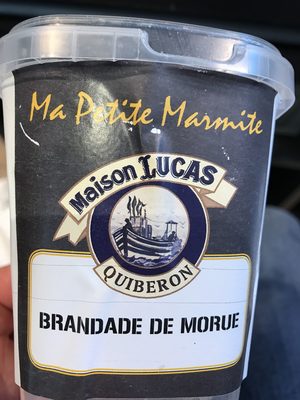 Ma Petite Marmite
Maison LUCAS
QUIBERON
BRANDADE DE MORUE